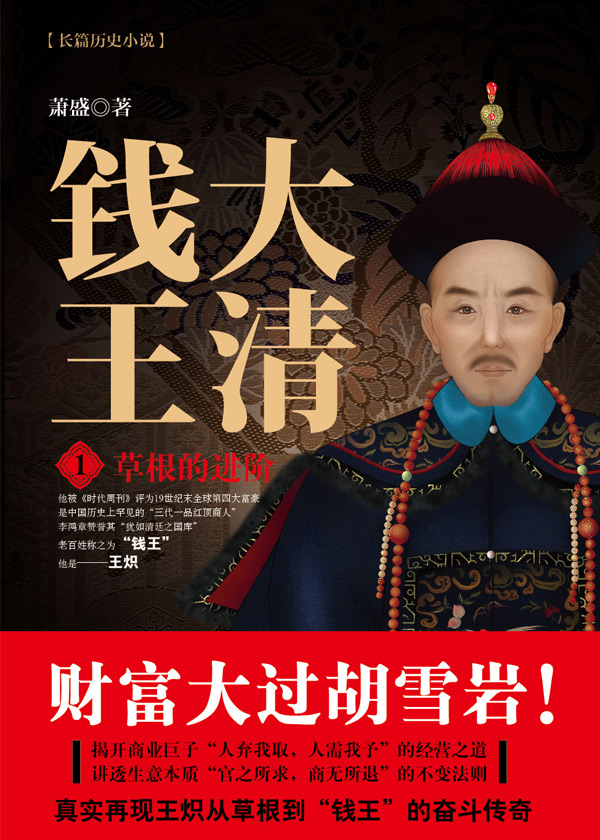 【长篇历史小说】
萧盛◎著
大清
钱王
1 草根的进阶
他被《时代周刊》评为19世纪末全球第四大富豪
是中国历史上罕见的“三代一品红顶商人”
李鸿章赞誉其“犹如清廷之国库”
老百姓称之为“钱王”
他是——王炽
财富大过胡雪岩！
揭开商业巨子“人弃我取，人需我予”的经营之道
讲透生意本质“官之所求，商无所退”的不变法则
真实再现王炽从草根到“钱王”的奋斗传奇